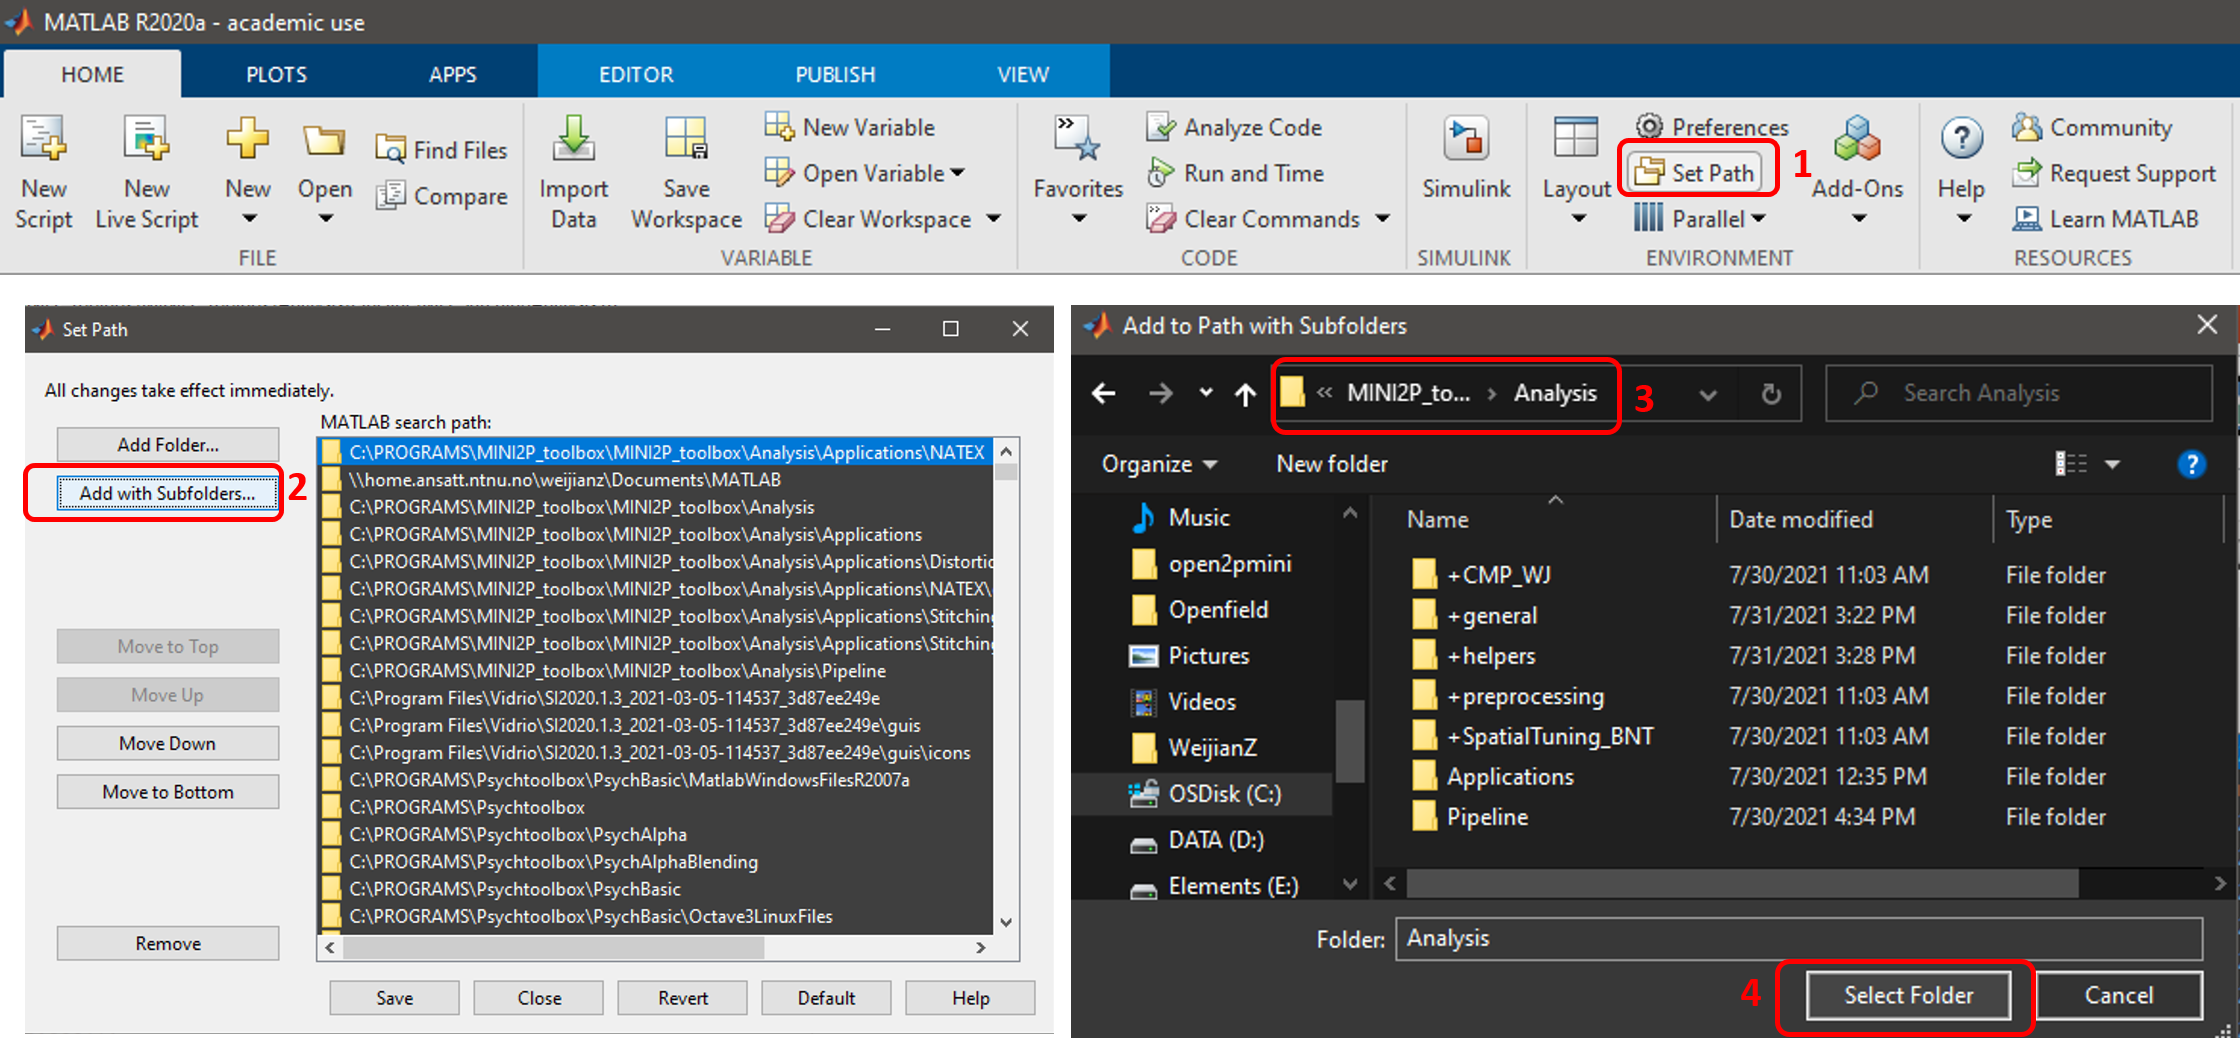 MATLAB R2020a - academic use
HOME PLOTS APPS EDITOR PUBLISH VIEW
New Script
New Live Script
New
Open
Find Files
Compare
FILE
Import Data
Save Workspace
New Variable
Open Variable
Clear Workspace
VARIABLE
Favorites
Analyze Code
Run and Time
Clear Commands
CODE
Simulink
SIMULINK
Layout
Preferences
Set Path
1
Parallel
Add-Ons
ENVIRONMENT
Help
Community
Request Support
Learn MATLAB
RESOURCES
Set Path
All changes take effect immediately.
MATLAB search path:
Add Folder...
Add with Subfolders...
2
Move to Top
Move Up
Move Down
Move to Bottom
Remove
C:\PROGRAMS\MINI2P_toolbox\MINI2P_toolbox\Analysis\Applications\NATEX
\\home.ansatt.ntnu.no\weijianz\Documents\MATLAB
C:\PROGRAMS\MINI2P_toolbox\MINI2P_toolbox\Analysis
C:\PROGRAMS\MINI2P_toolbox\MINI2P_toolbox\Analysis\Applications
C:\PROGRAMS\MINI2P_toolbox\MINI2P_toolbox\Analysis\Applications\Distortic
C:\PROGRAMS\MINI2P_toolbox\MINI2P_toolbox\Analysis\Applications\NATEX\
C:\PROGRAMS\MINI2P_toolbox\MINI2P_toolbox\Analysis\Applications\Stitching
C:\PROGRAMS\MINI2P_toolbox\MINI2P_toolbox\Analysis\Applications\Stitching
C:\PROGRAMS\MINI2P_toolbox\MINI2P_toolbox\Analysis\Pipeline
C:\Program Files\Vidrio\SI2020.1.3_2021-03-05-114537_3d87ee249e
C:\Program Files\Vidrio\SI2020.1.3_2021-03-05-114537_3d87ee249e\guis
C:\Program Files\Vidrio\SI2020.1.3_2021-03-05-114537_3d87ee249e\guis\icons
C:\PROGRAMS\Psychtoolbox\PsychBasic\MatlabWindowsFilesR2007a
C:\PROGRAMS\Psychtoolbox
C:\PROGRAMS\Psychtoolbox\PsychAlpha
C:\PROGRAMS\Psychtoolbox\PsychAlphaBlending
C:\PROGRAMS\Psychtoolbox\PsychBasic
C:\PROGRAMS\Psychtoolbox\PsychBasic\Octave3LinuxFiles
Save Close Revert Default Help
Add to Path with Subfolders
« MINI2P_to... › Analysis
3
Search Analysis
Organize New folder
Music
open2pmini
Openfield
Pictures
Videos
WeijianZ
OSDisk (C:)
DATA (D:)
Elements (E:)
Name Date modified Type
+CMP_WJ 7/30/2021 11:03 AM File folder
+general 7/31/2021 3:22 PM File folder
+helpers 7/31/2021 3:28 PM File folder
+preprocessing 7/30/2021 11:03 AM File folder
+SpatialTuning_BNT 7/30/2021 11:03 AM File folder
Applications 7/30/2021 12:35 PM File folder
Pipeline 7/30/2021 4:34 PM File folder
Folder: Analysis
4
Select Folder
Cancel